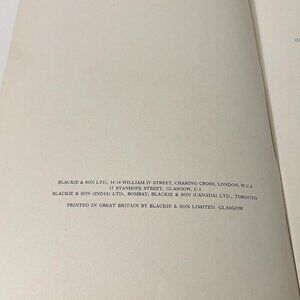 BLACKIE & SON LTD., 16/18 WILLIAM IV STREET, CHARING CROSS, LONDON, W.C.2
17 STANHOPE STREET, GLASGOW, C.4
BLACKIE & SON (INDIA) LTD., BOMBAY; BLACKIE & SON (CANADA) LTD., TORONTO
PRINTED IN GREAT BRITAIN BY BLACKIE & SON LIMITED, GLASGOW